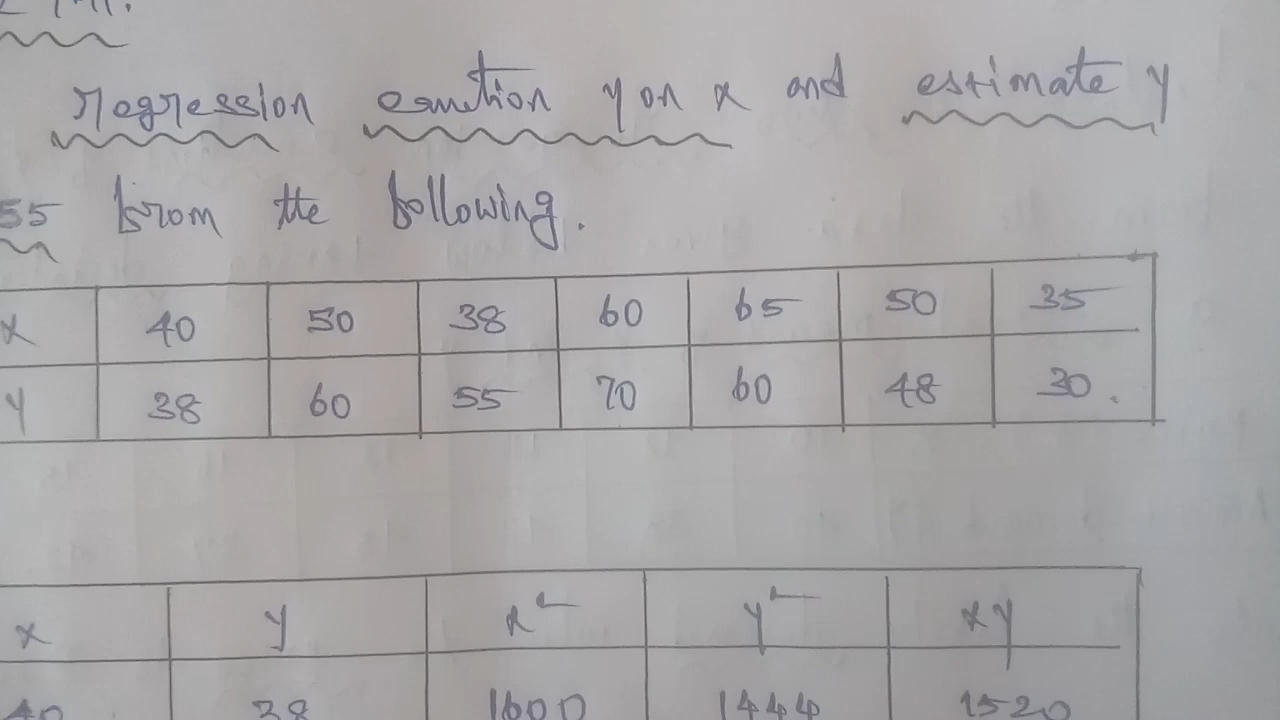 regression equation y on x and estimate y
55 from the following.
x 40 50 38 60 65 50 35
y 38 60 55 70 60 48 30.
x y x² y² xy
40 38 1600 1444 1520